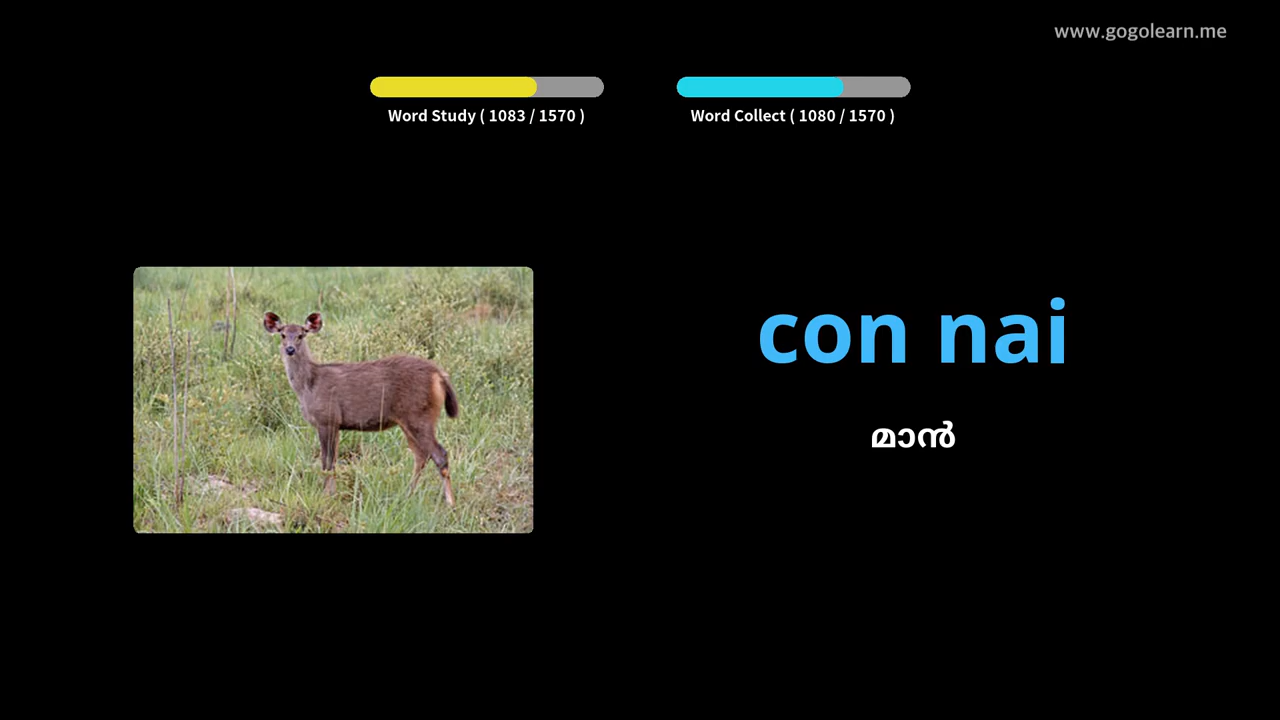 www.gogolearn.me
Word Study ( 1083 / 1570 )
Word Collect ( 1080 / 1570 )
con nai
മാൻ